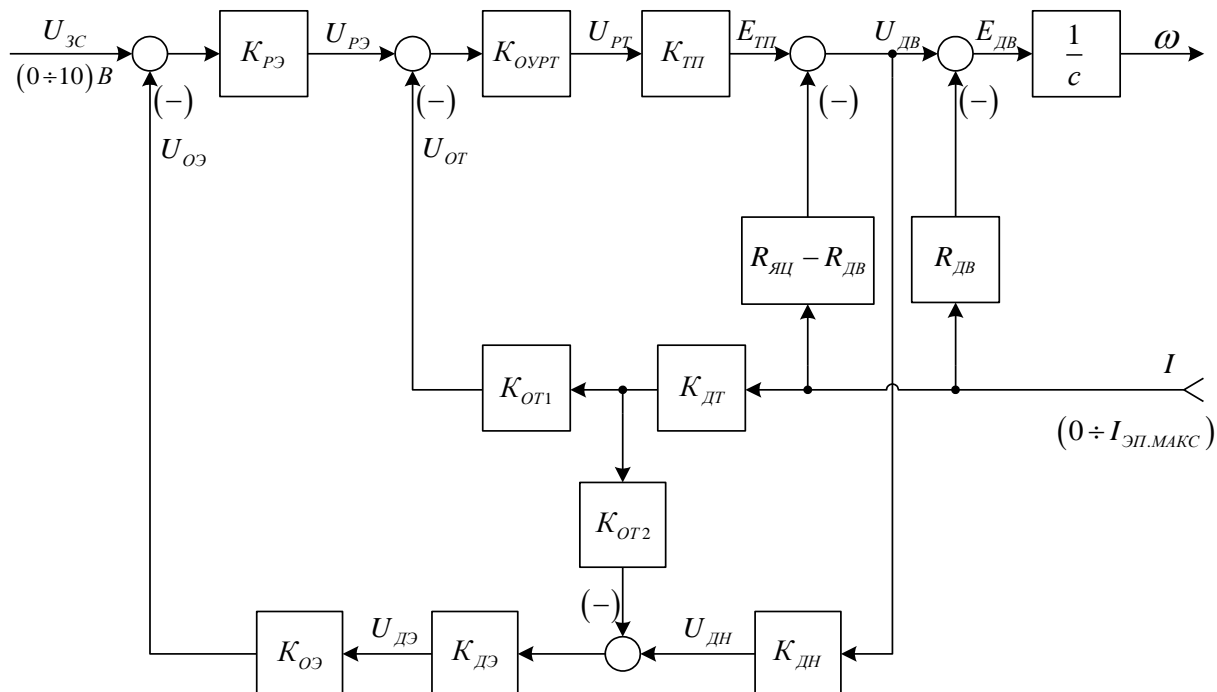 U_ЗС
(0÷10)В
K_РЭ
U_РЭ
K_ОУРТ
U_РТ
K_ТП
E_ТП
U_ДВ
E_ДВ
1/c
ω
(−)
(−)
(−)
(−)
U_ОЭ
U_ОТ
R_ЯЦ − R_ДВ
R_ДВ
K_ОТ1
K_ДТ
I
(0÷I_ЭП.МАКС)
K_ОТ2
(−)
K_ОЭ
U_ДЭ
K_ДЭ
U_ДН
K_ДН